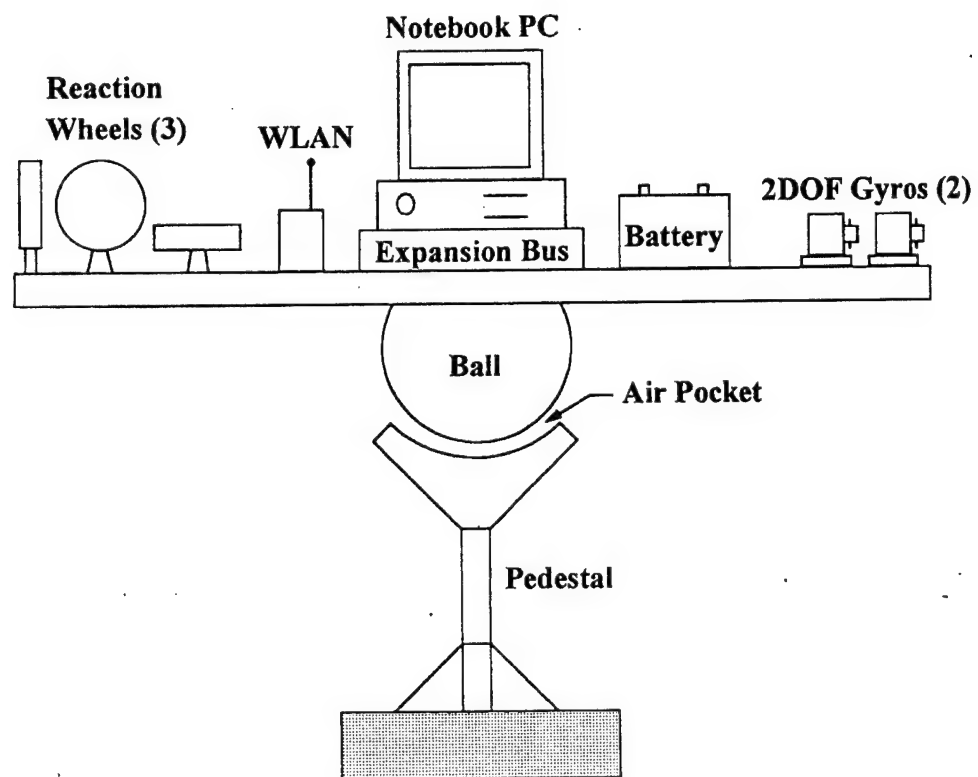 Notebook PC
Reaction
Wheels (3)
WLAN
2DOF Gyros (2)
Expansion Bus
Battery
Ball
Air Pocket
Pedestal